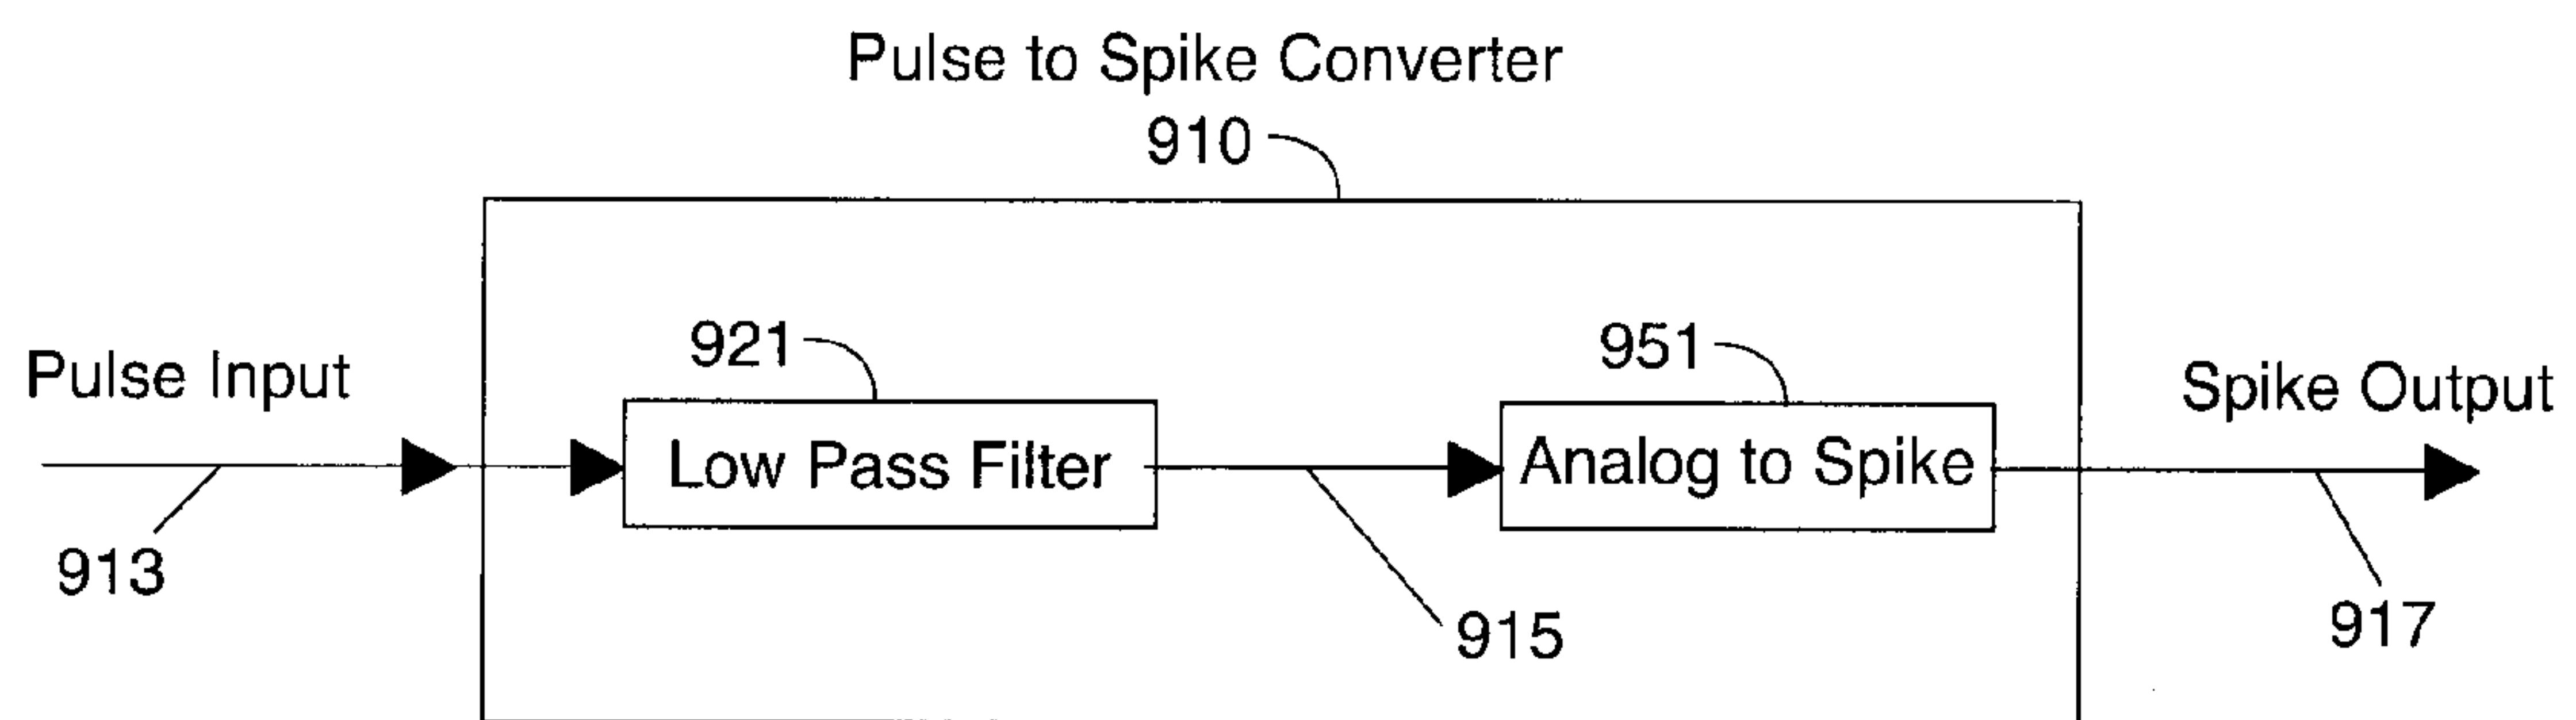 Pulse to Spike Converter
910
921
951
Pulse Input
Spike Output
Low Pass Filter
Analog to Spike
913
915
917